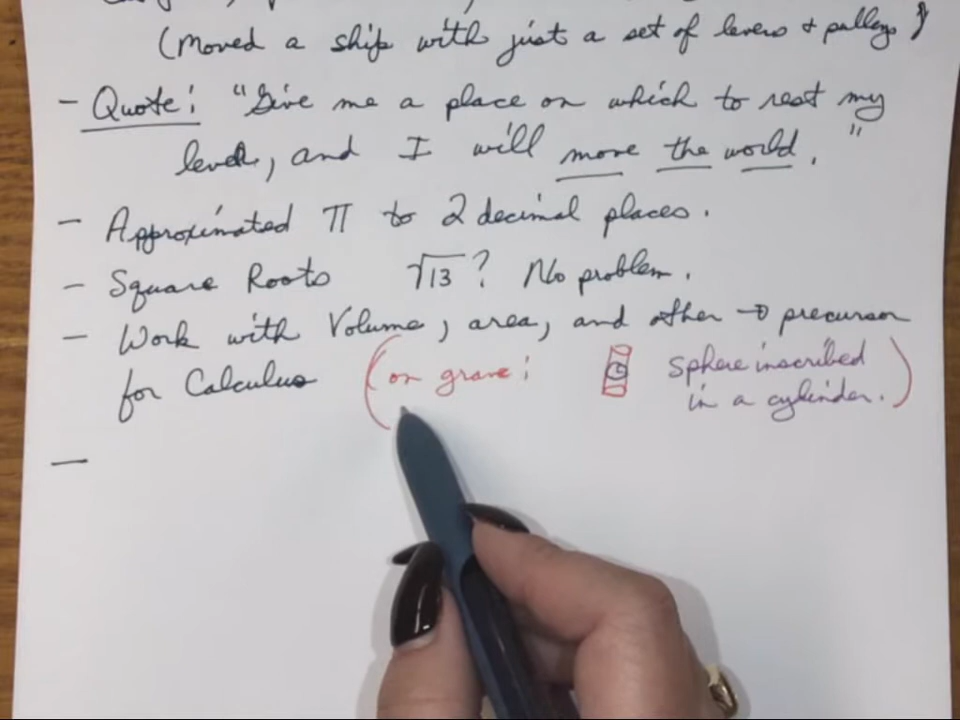 (Moved a ship with just a set of levers + pulleys)
- Quote: "Give me a place on which to rest my
lever, and I will move the world."
- Approximated π to 2 decimal places.
- Square Roots √13? No problem.
- Work with Volume, area, and other → precursor
for Calculus (on grave: sphere inscribed
in a cylinder.)
-